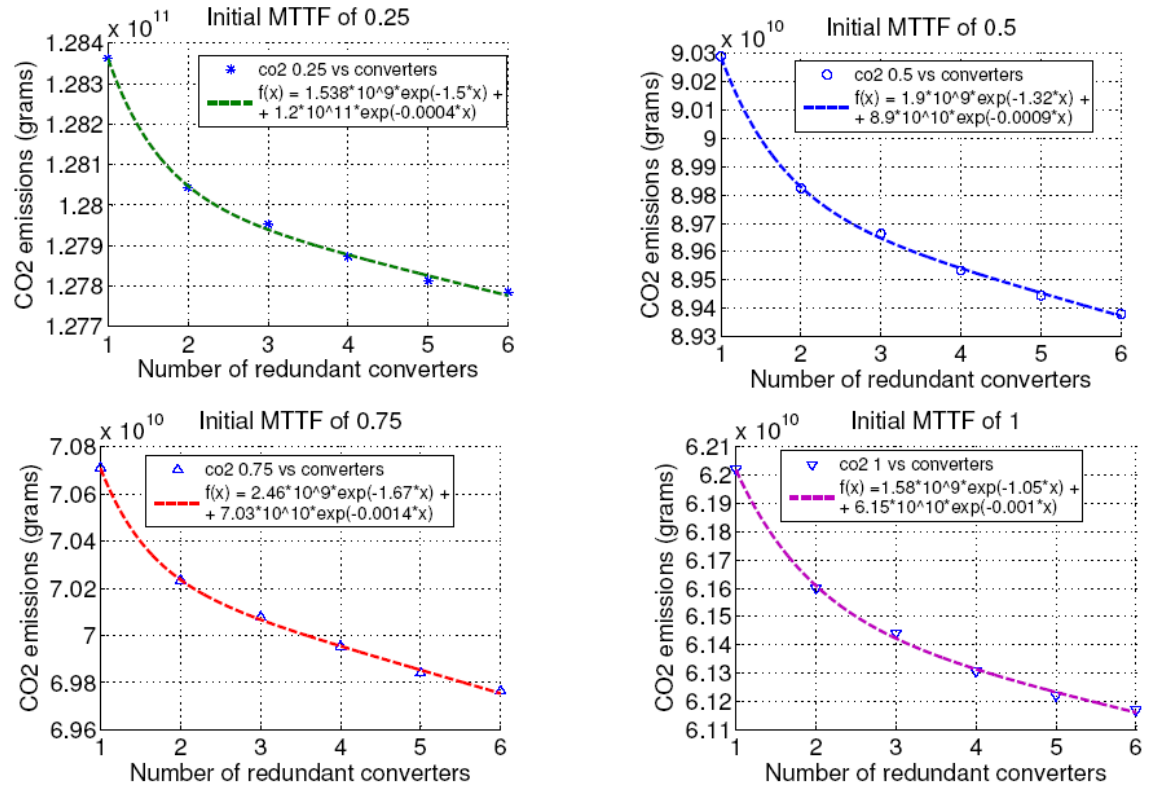 x 10^11
Initial MTTF of 0.25
1.284
1.283
1.282
1.281
1.28
1.279
1.278
1.277
CO2 emissions (grams)
co2 0.25 vs converters
f(x) = 1.538*10^9*exp(-1.5*x) +
+ 1.2*10^11*exp(-0.0004*x)
1 2 3 4 5 6
Number of redundant converters
x 10^10
Initial MTTF of 0.5
9.03
9.02
9.01
9
8.99
8.98
8.97
8.96
8.95
8.94
8.93
CO2 emissions (grams)
co2 0.5 vs converters
f(x) = 1.9*10^9*exp(-1.32*x) +
+ 8.9*10^10*exp(-0.0009*x)
1 2 3 4 5 6
Number of redundant converters
x 10^10
Initial MTTF of 0.75
7.08
7.06
7.04
7.02
7
6.98
6.96
CO2 emissions (grams)
co2 0.75 vs converters
f(x) = 2.46*10^9*exp(-1.67*x) +
+ 7.03*10^10*exp(-0.0014*x)
1 2 3 4 5 6
Number of redundant converters
x 10^10
Initial MTTF of 1
6.21
6.20
6.19
6.18
6.17
6.16
6.15
6.14
6.13
6.12
6.11
CO2 emissions (grams)
co2 1 vs converters
f(x) =1.58*10^9*exp(-1.05*x) +
+ 6.15*10^10*exp(-0.001*x)
1 2 3 4 5 6
Number of redundant converters